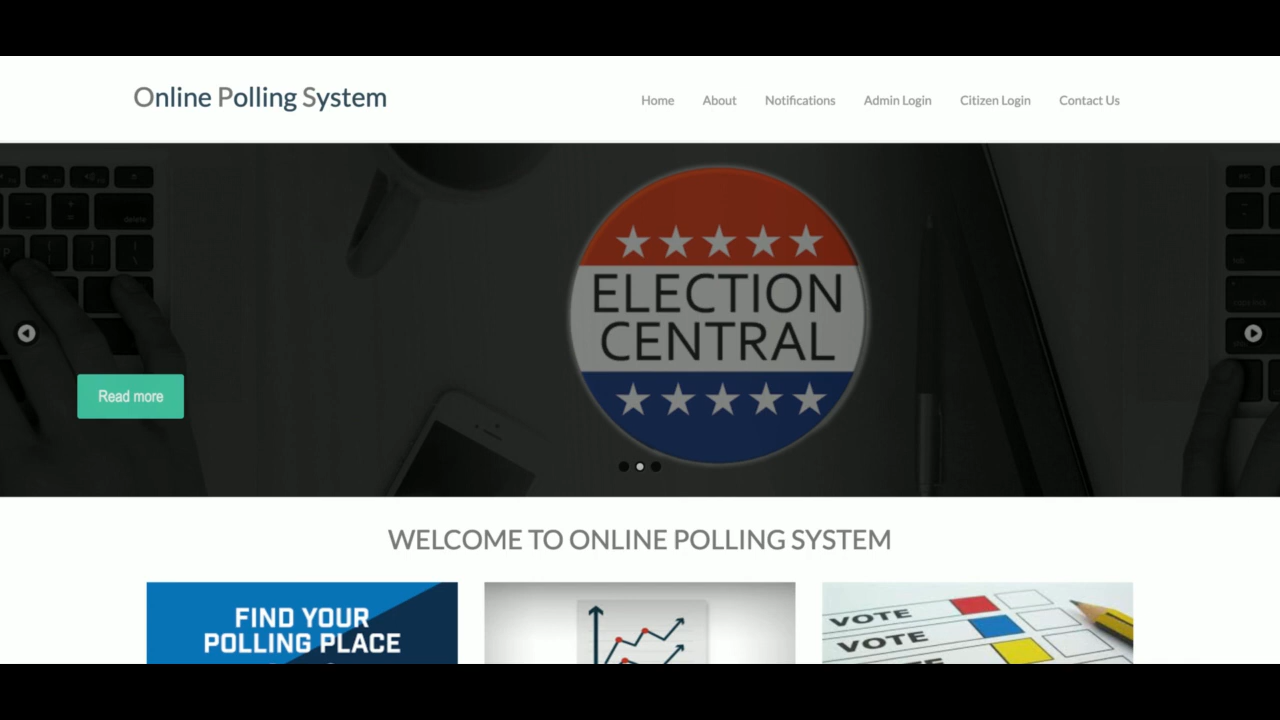 Online Polling System
Home About Notifications Admin Login Citizen Login Contact Us
delete
P
ELECTION
CENTRAL
Read more
WELCOME TO ONLINE POLLING SYSTEM
FIND YOUR
POLLING PLACE
VOTE
VOTE